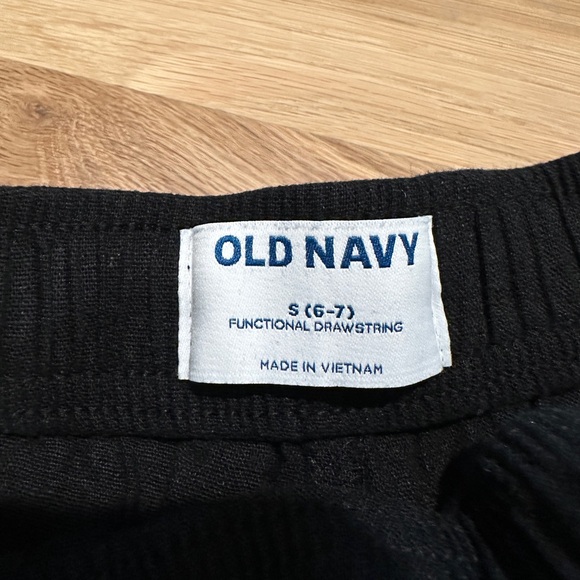 OLD NAVY
S (6-7)
FUNCTIONAL DRAWSTRING
MADE IN VIETNAM